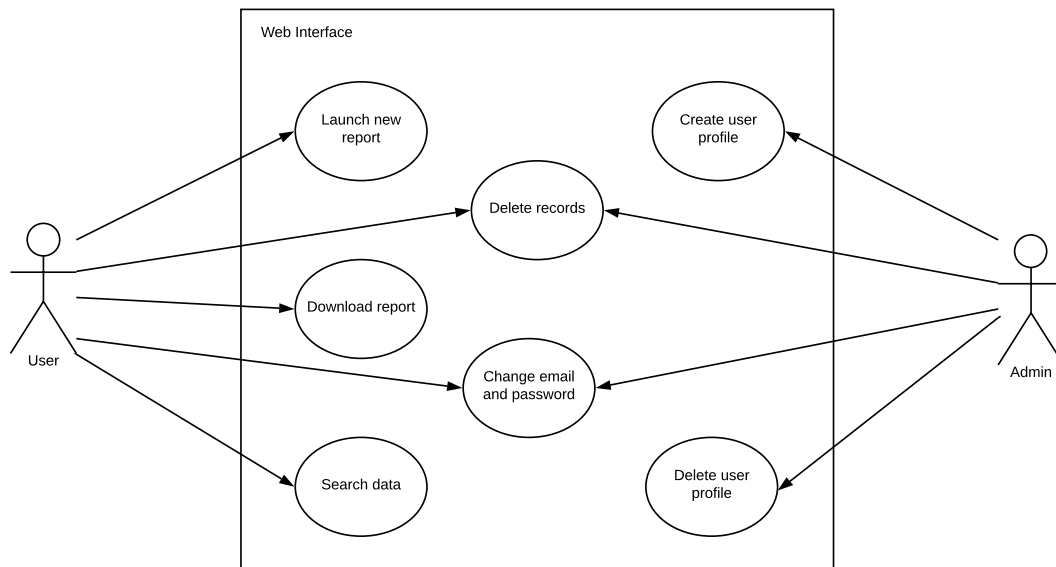 Web Interface
Launch new
report
Create user
profile
Delete records
Download report
User
Admin
Change email
and password
Search data
Delete user
profile